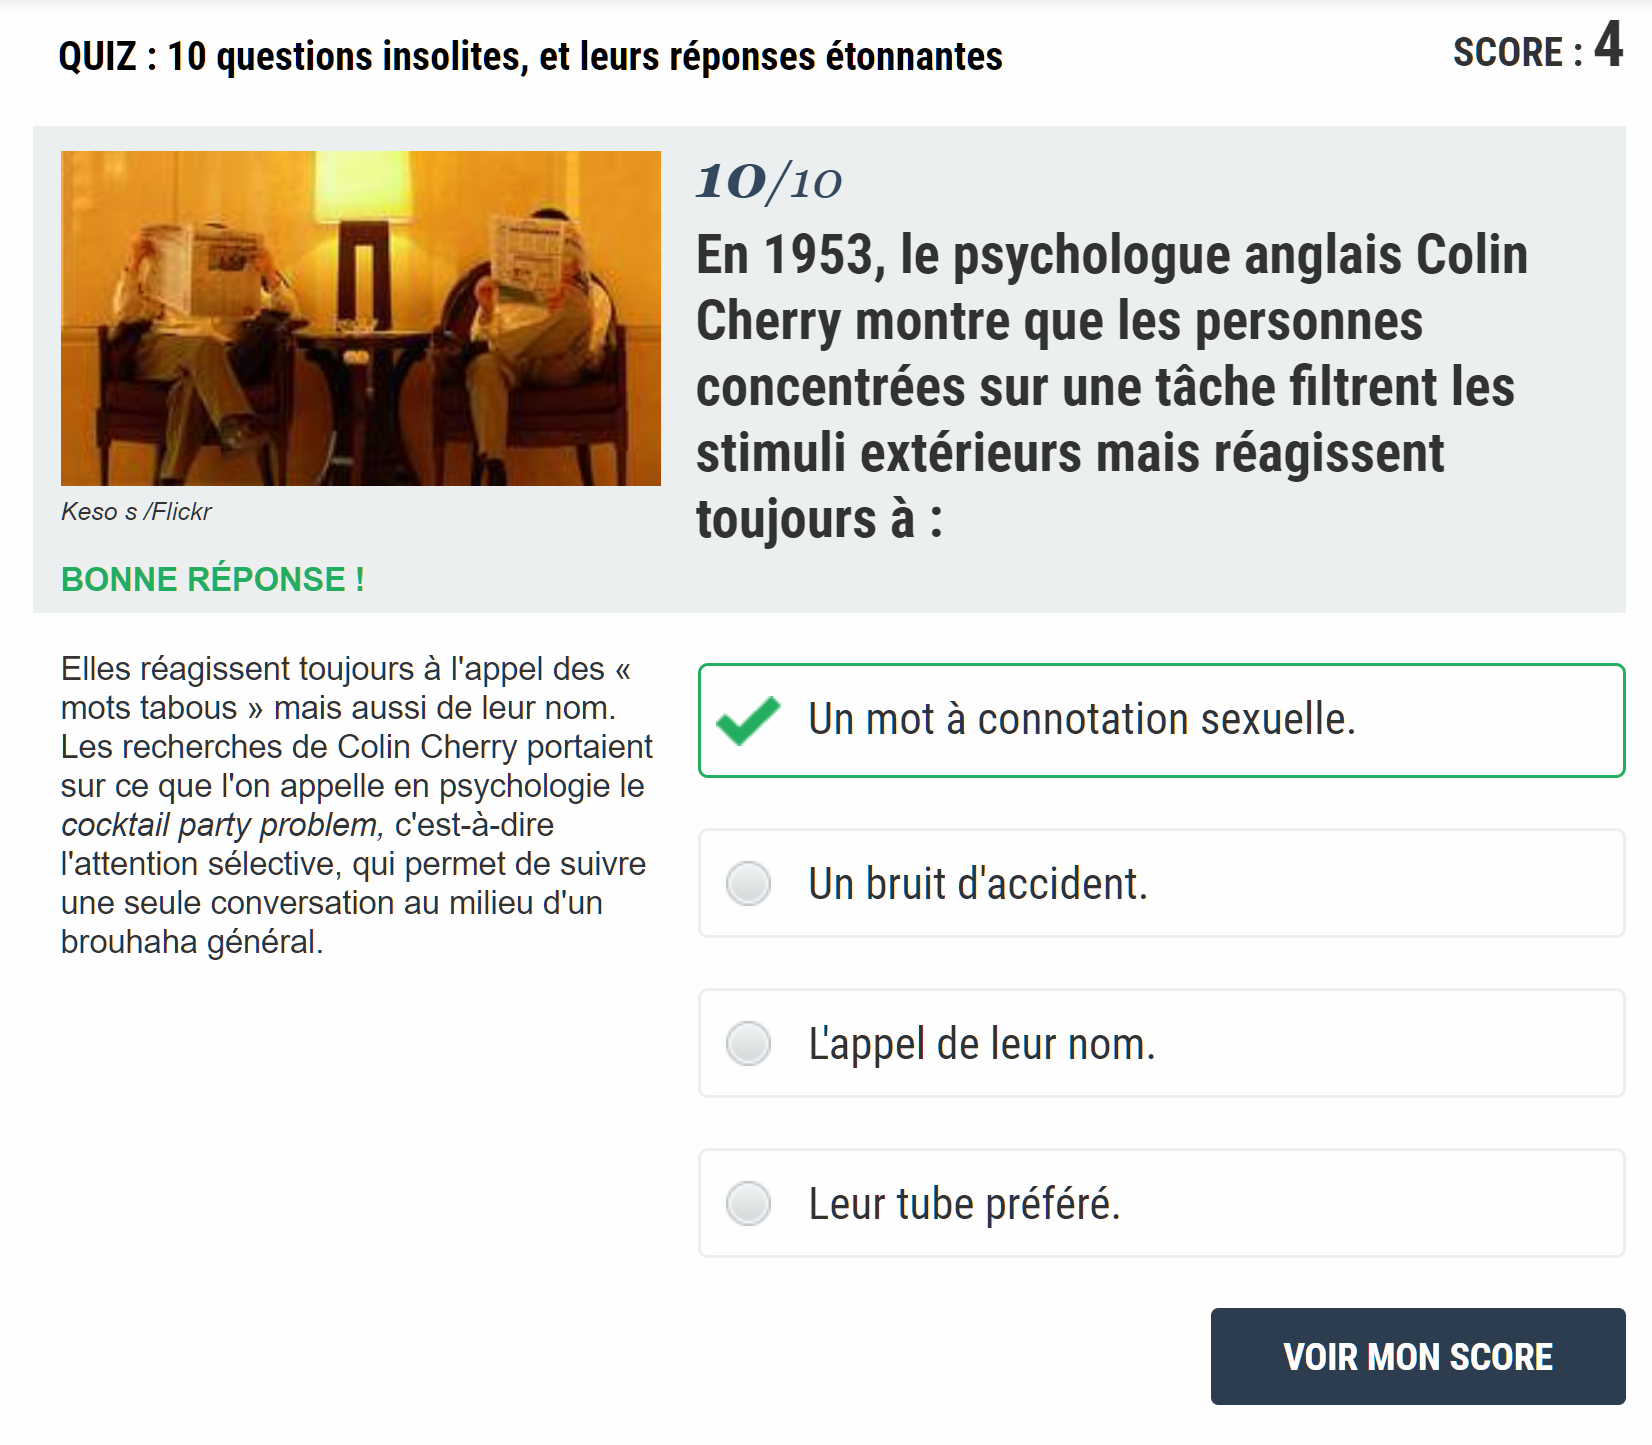 QUIZ : 10 questions insolites, et leurs réponses étonnantes
SCORE : 4
Keso s /Flickr
BONNE RÉPONSE !
10/10
En 1953, le psychologue anglais Colin
Cherry montre que les personnes
concentrées sur une tâche filtrent les
stimuli extérieurs mais réagissent
toujours à :
Elles réagissent toujours à l'appel des «
mots tabous » mais aussi de leur nom.
Les recherches de Colin Cherry portaient
sur ce que l'on appelle en psychologie le
cocktail party problem, c'est-à-dire
l'attention sélective, qui permet de suivre
une seule conversation au milieu d'un
brouhaha général.
Un mot à connotation sexuelle.
Un bruit d'accident.
L'appel de leur nom.
Leur tube préféré.
VOIR MON SCORE